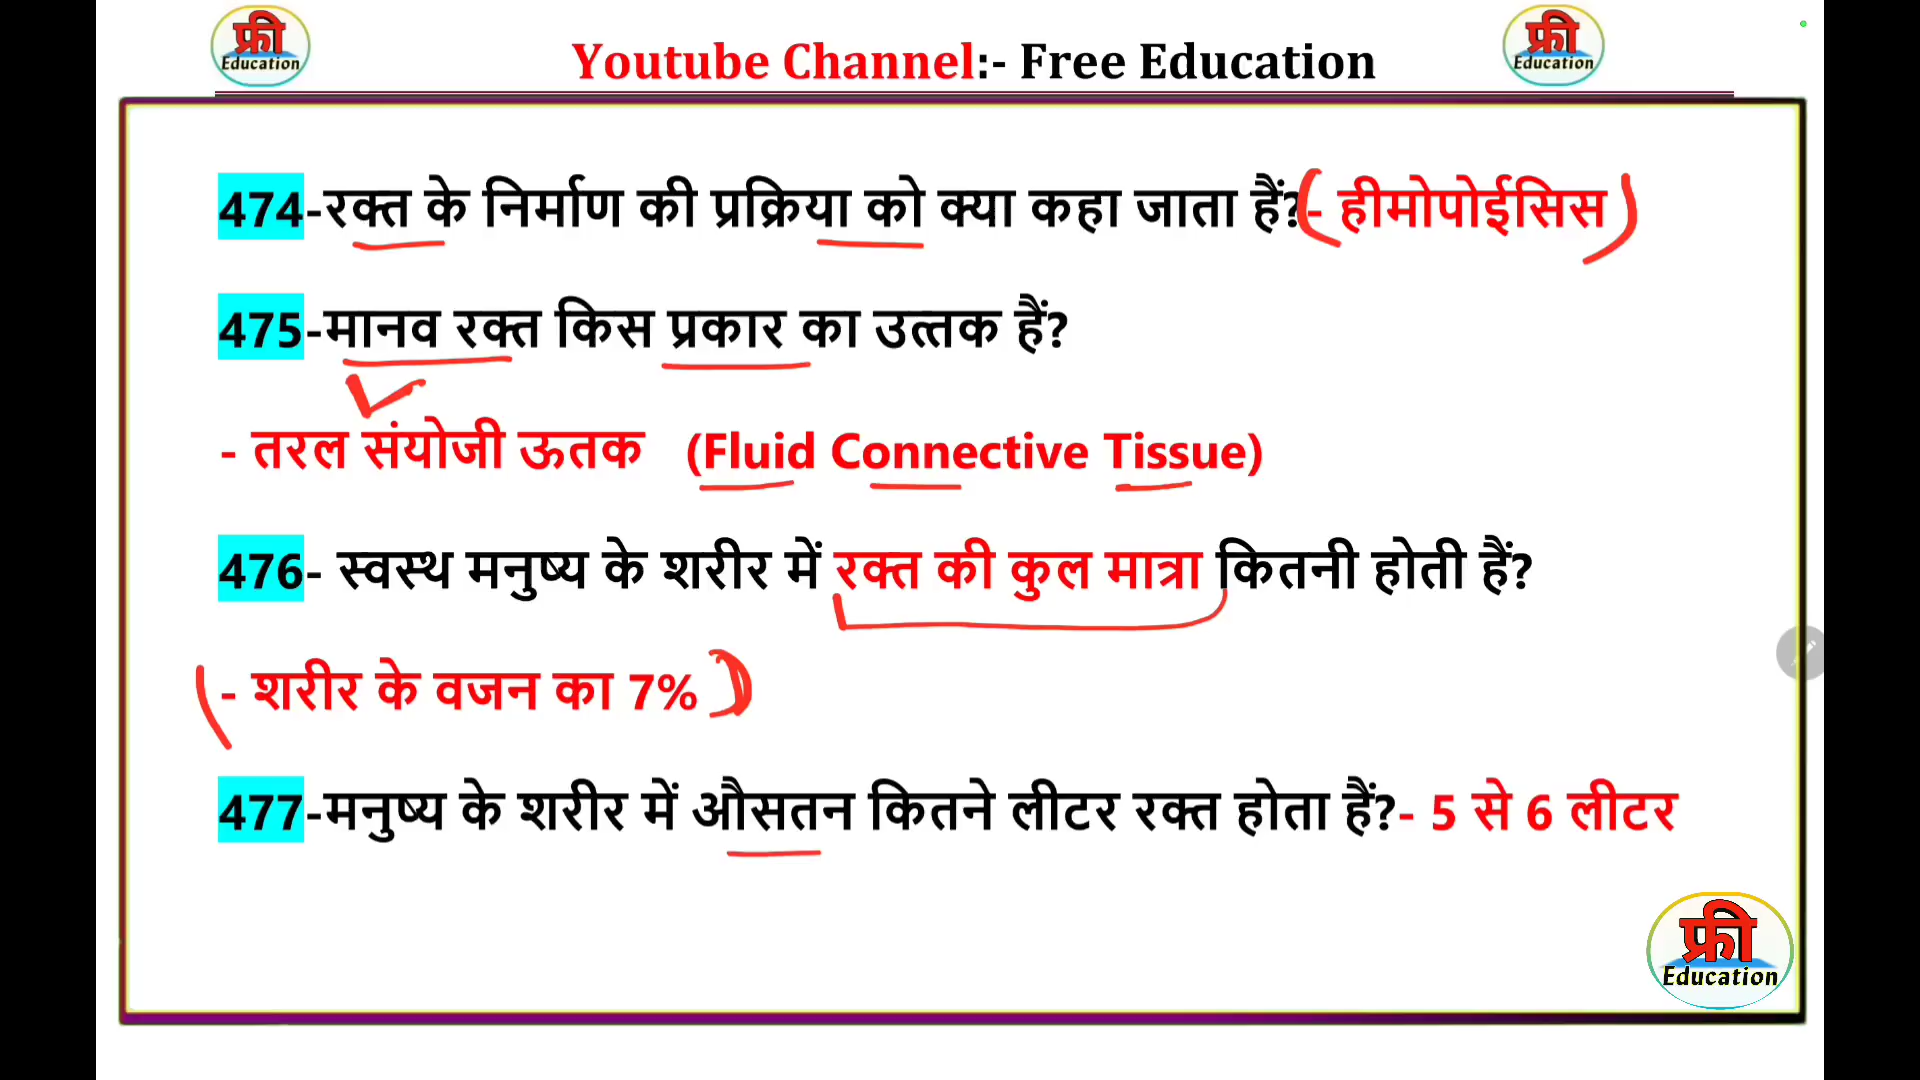 फ्री
Education
Youtube Channel:- Free Education
फ्री
Education
474-रक्त के निर्माण की प्रक्रिया को क्या कहा जाता हैं?- हीमोपोईसिस
475-मानव रक्त किस प्रकार का उत्तक हैं?
- तरल संयोजी ऊतक (Fluid Connective Tissue)
476- स्वस्थ मनुष्य के शरीर में रक्त की कुल मात्रा कितनी होती हैं?
- शरीर के वजन का 7%
477-मनुष्य के शरीर में औसतन कितने लीटर रक्त होता हैं?- 5 से 6 लीटर
फ्री
Education